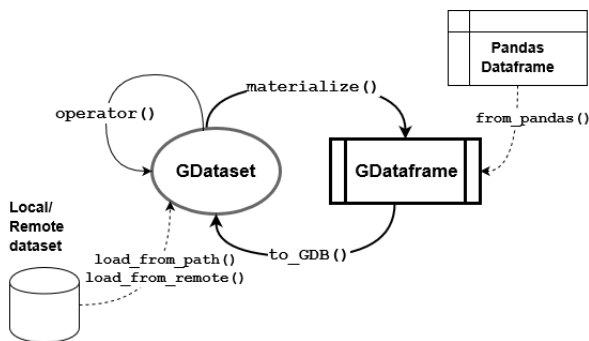 Pandas
Dataframe
materialize()
operator()
from_pandas()
GDataset
GDataframe
Local/
Remote
dataset
load_from_path()
load_from_remote()
to_GDB()